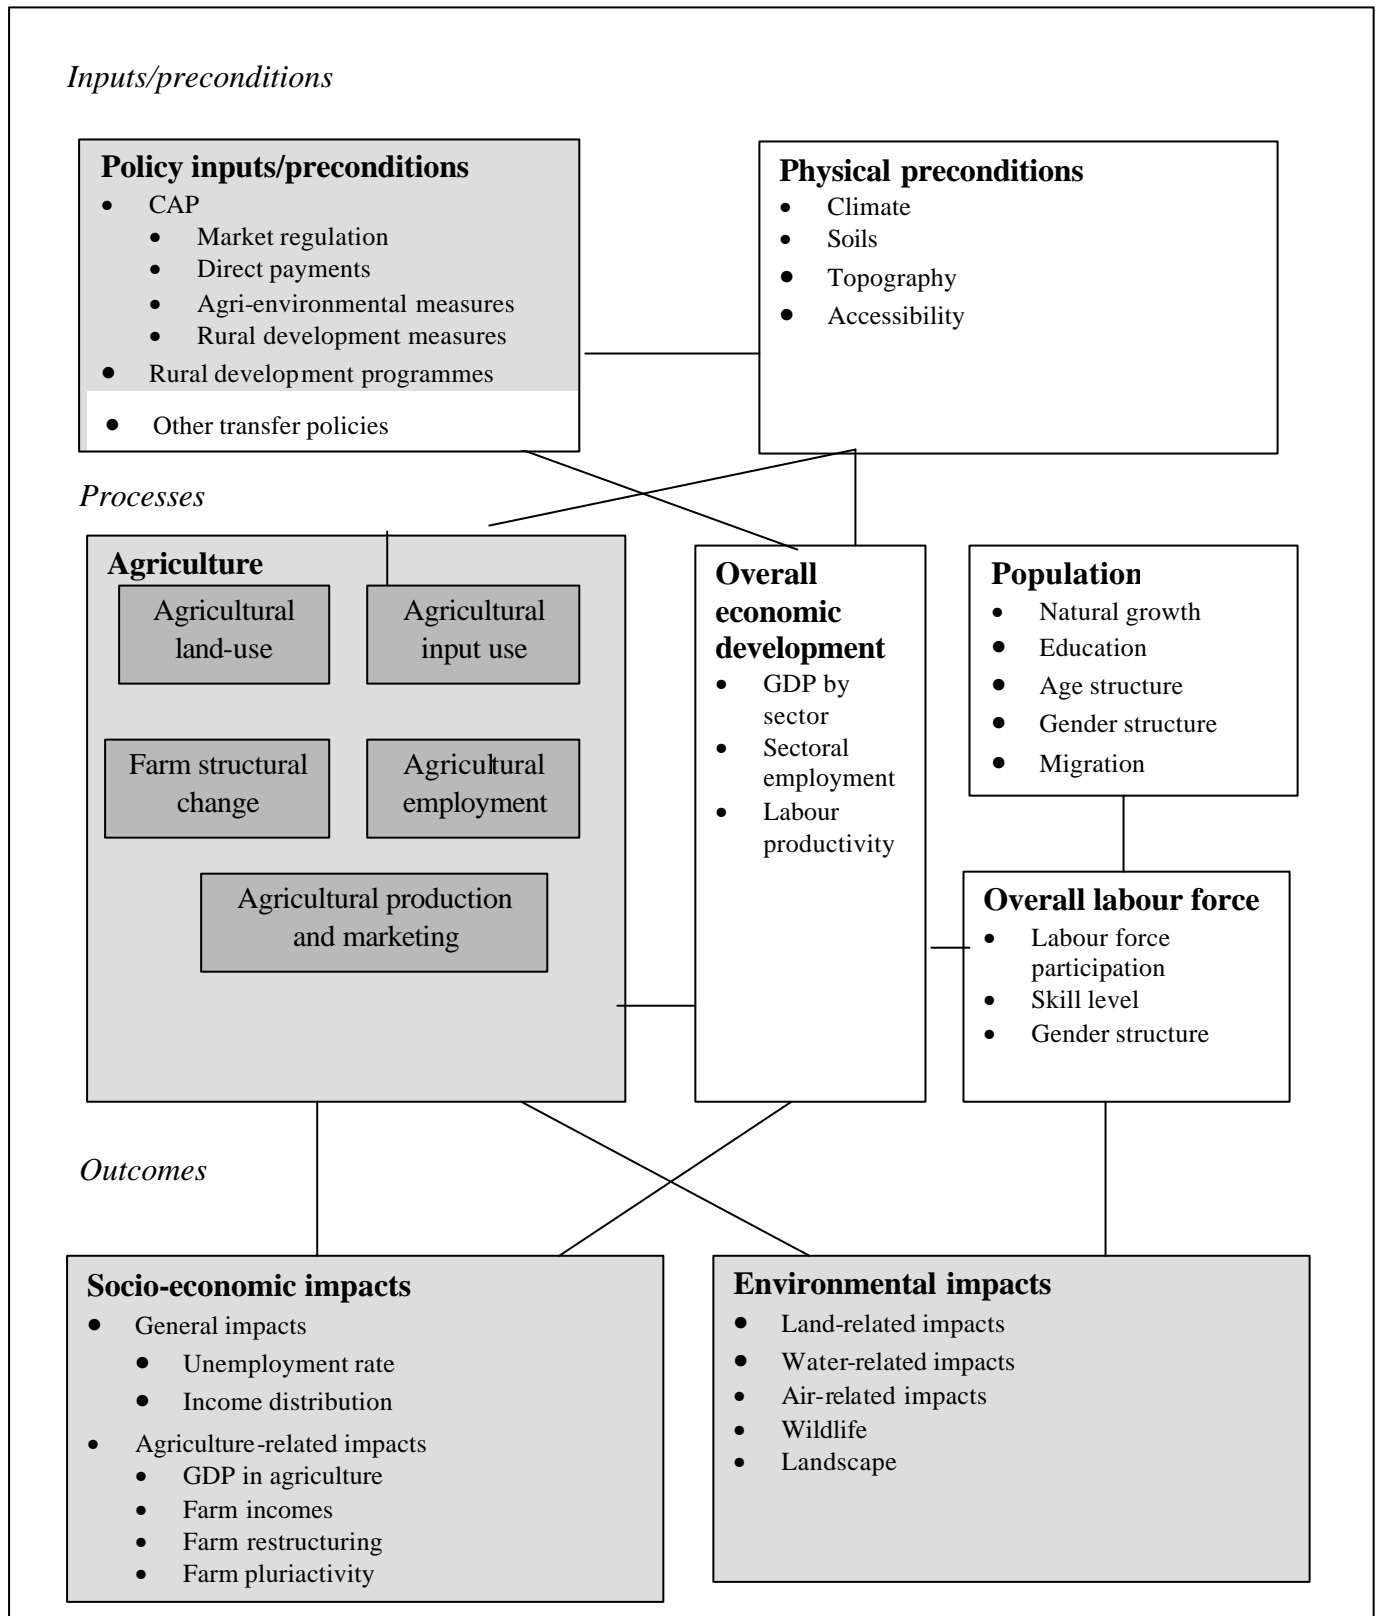 Inputs/preconditions
Policy inputs/preconditions
• CAP
• Market regulation
• Direct payments
• Agri-environmental measures
• Rural development measures
• Rural development programmes
• Other transfer policies
Physical preconditions
• Climate
• Soils
• Topography
• Accessibility
Processes
Agriculture
Agricultural
land-use
Agricultural
input use
Farm structural
change
Agricultural
employment
Agricultural production
and marketing
Overall
economic
development
• GDP by
sector
• Sectoral
employment
• Labour
productivity
Population
• Natural growth
• Education
• Age structure
• Gender structure
• Migration
Overall labour force
• Labour force
participation
• Skill level
• Gender structure
Outcomes
Socio-economic impacts
• General impacts
• Unemployment rate
• Income distribution
• Agriculture-related impacts
• GDP in agriculture
• Farm incomes
• Farm restructuring
• Farm pluriactivity
Environmental impacts
• Land-related impacts
• Water-related impacts
• Air-related impacts
• Wildlife
• Landscape